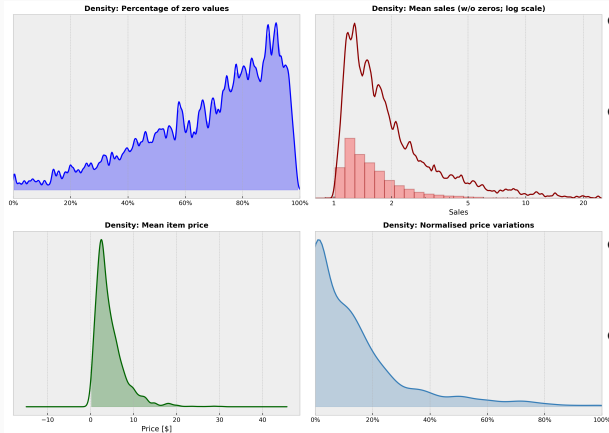 Density: Percentage of zero values
0% 20% 40% 60% 80% 100%
Density: Mean sales (w/o zeros; log scale)
1 2 5 10 20
Sales
Density: Mean item price
−10 0 10 20 30 40
Price [$]
Density: Normalised price variations
0% 20% 40% 60% 80% 100%